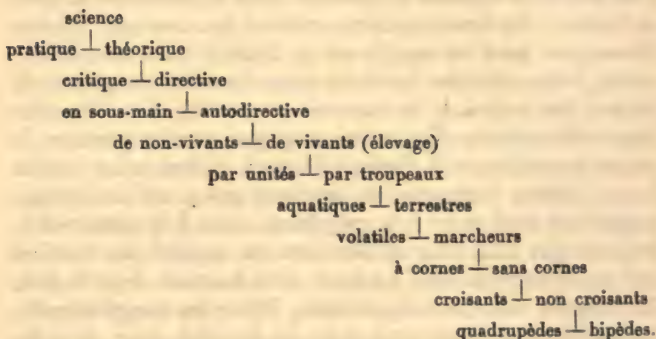 science
pratique théorique
critique directive
en sous-main autodirective
de non-vivants de vivants (élevage)
par unités par troupeaux
aquatiques terrestres
volatiles marcheurs
à cornes sans cornes
croisants non croisants
quadrupèdes bipèdes.